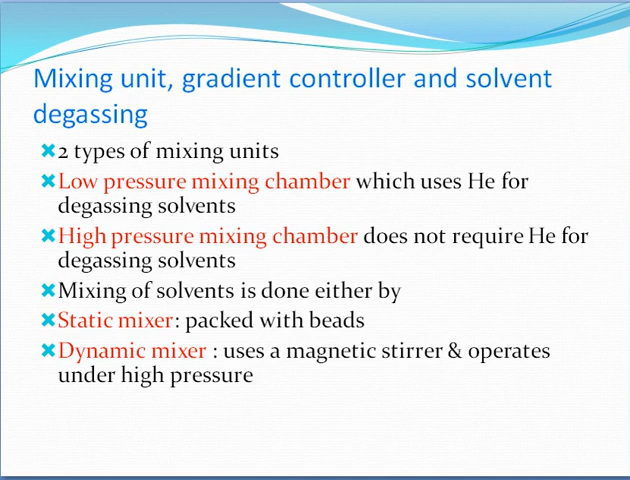 Mixing unit, gradient controller and solvent
degassing
2 types of mixing units
Low pressure mixing chamber which uses He for
degassing solvents
High pressure mixing chamber does not require He for
degassing solvents
Mixing of solvents is done either by
Static mixer: packed with beads
Dynamic mixer : uses a magnetic stirrer & operates
under high pressure